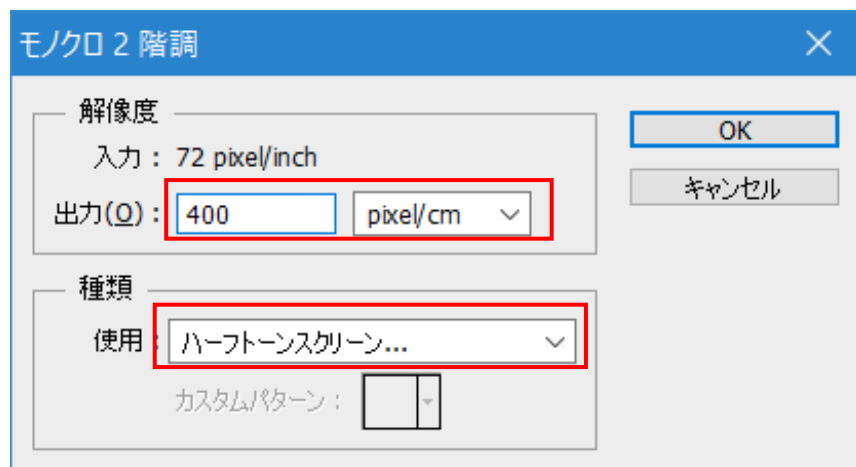 モノクロ 2 階調
解像度
入力 : 72 pixel/inch
出力(O) : 400 pixel/cm
種類
使用 : ハーフトーンスクリーン...
カスタムパターン :
OK
キャンセル